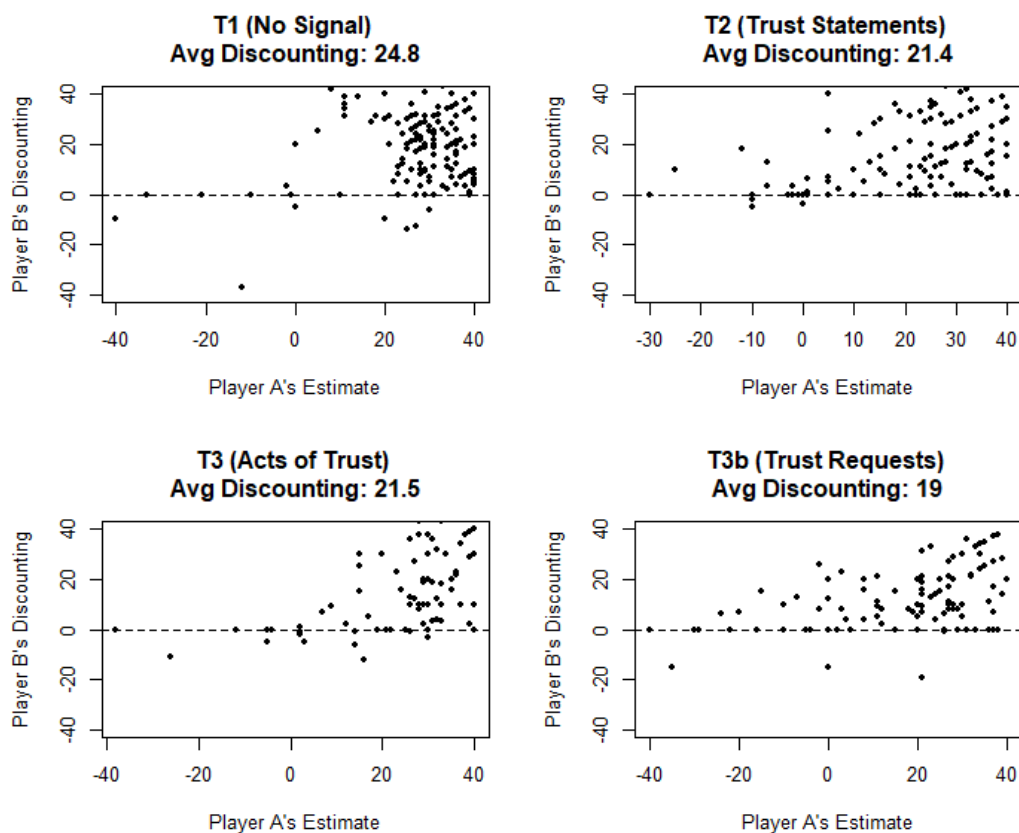 T1 (No Signal)
Avg Discounting: 24.8
Player B's Discounting
40
20
0
-20
-40
-40
-20
0
20
40
Player A's Estimate
T2 (Trust Statements)
Avg Discounting: 21.4
Player B's Discounting
40
20
0
-20
-40
-30
-20
-10
0
10
20
30
40
Player A's Estimate
T3 (Acts of Trust)
Avg Discounting: 21.5
Player B's Discounting
40
20
0
-20
-40
-40
-20
0
20
40
Player A's Estimate
T3b (Trust Requests)
Avg Discounting: 19
Player B's Discounting
40
20
0
-20
-40
-40
-20
0
20
40
Player A's Estimate